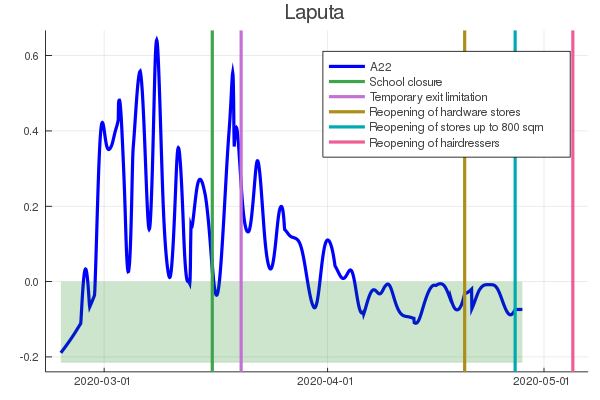 Laputa
0.6
0.4
0.2
0.0
-0.2
A22
School closure
Temporary exit limitation
Reopening of hardware stores
Reopening of stores up to 800 sqm
Reopening of hairdressers
2020-03-01 2020-04-01 2020-05-01